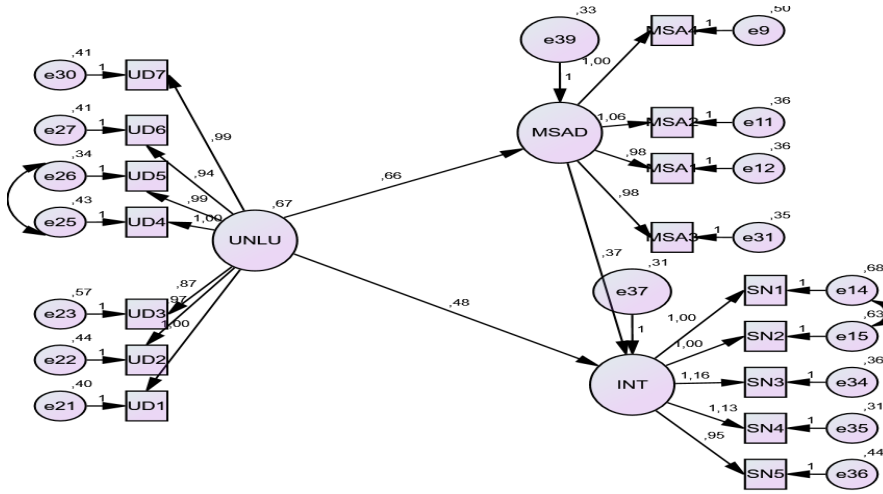 ,33
e39
1
,50
MSA4
1
e9
1,00
,41
e30
1
UD7
MSAD
1,06
MSA2
1
,36
e11
,41
e27
1
UD6
,99
,98
MSA1
1
,36
e12
,34
e26
1
UD5
,94
,66
,98
,43
e25
1
UD4
,99
1,00
,67
UNLU
MSA3
1
,35
e31
,37
,31
e37
1
,48
,57
e23
1
UD3
,87
,97
1,00
,44
e22
1
UD2
,40
e21
1
UD1
INT
1,00
SN1
1
,68
e14
1,00
SN2
1
,63
e15
1,16
SN3
1
,36
e34
1,13
SN4
1
,31
e35
,95
SN5
1
,44
e36